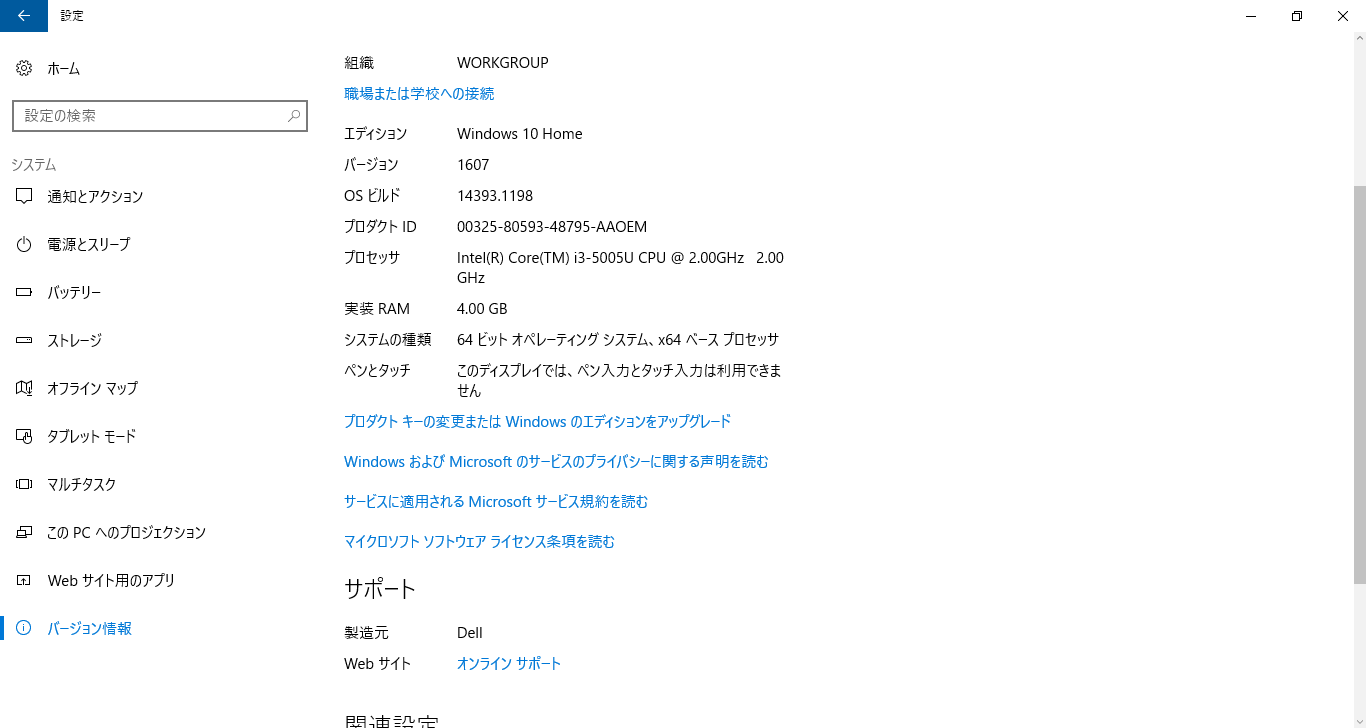 設定
ホーム
設定の検索
システム
通知とアクション
電源とスリープ
バッテリー
ストレージ
オフライン マップ
タブレット モード
マルチタスク
この PC へのプロジェクション
Web サイト用のアプリ
バージョン情報
組織 WORKGROUP
職場または学校への接続
エディション Windows 10 Home
バージョン 1607
OS ビルド 14393.1198
プロダクト ID 00325-80593-48795-AAOEM
プロセッサ Intel(R) Core(TM) i3-5005U CPU @ 2.00GHz 2.00
GHz
実装 RAM 4.00 GB
システムの種類 64 ビット オペレーティング システム、x64 ベース プロセッサ
ペンとタッチ このディスプレイでは、ペン入力とタッチ入力は利用できま
せん
プロダクト キーの変更または Windows のエディションをアップグレード
Windows および Microsoft のサービスのプライバシーに関する声明を読む
サービスに適用される Microsoft サービス規約を読む
マイクロソフト ソフトウェア ライセンス条項を読む
サポート
製造元 Dell
Web サイト オンライン サポート
関連設定